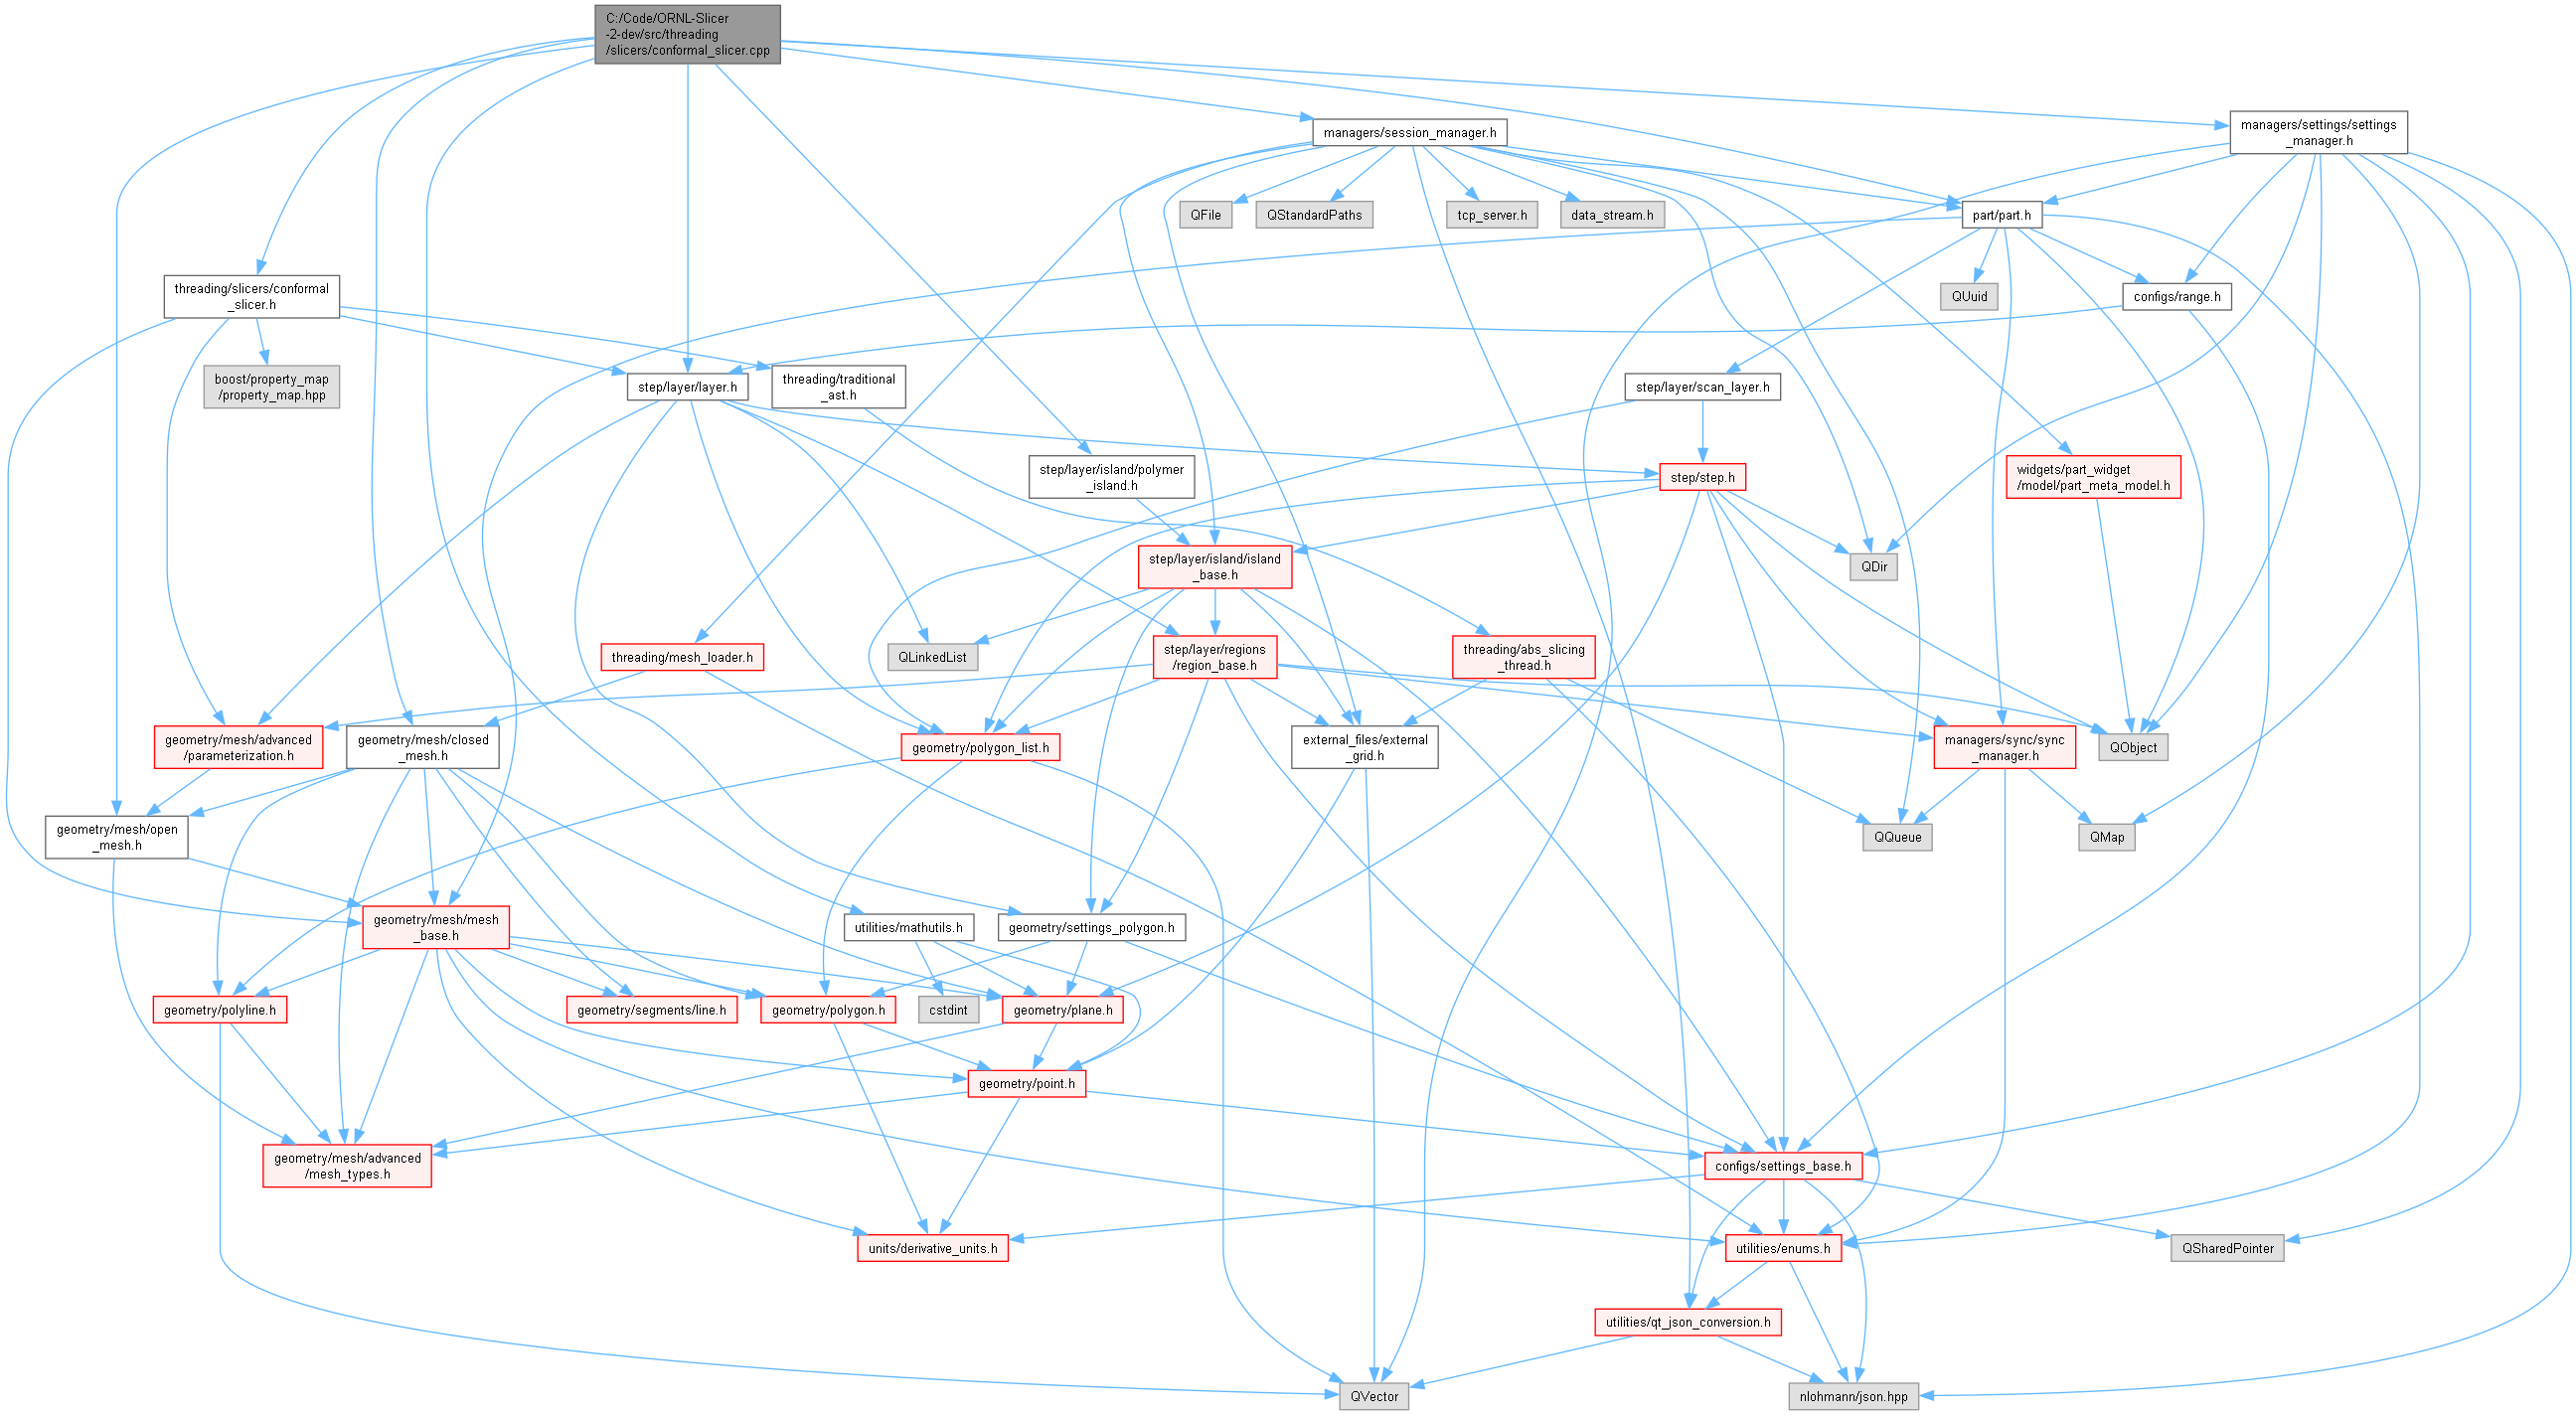 C:/Code/ORNL-Slicer
-2-dev/src/threading
/slicers/conformal_slicer.cpp
managers/session_manager.h
managers/settings/settings
_manager.h
QFile
QStandardPaths
tcp_server.h
data_stream.h
part/part.h
threading/slicers/conformal
_slicer.h
QUuid
configs/range.h
boost/property_map
/property_map.hpp
step/layer/layer.h
threading/traditional
_ast.h
step/layer/scan_layer.h
step/layer/island/polymer
_island.h
step/step.h
widgets/part_widget
/model/part_meta_model.h
step/layer/island/island
_base.h
QDir
threading/mesh_loader.h
QLinkedList
step/layer/regions
/region_base.h
threading/abs_slicing
_thread.h
geometry/mesh/advanced
/parameterization.h
geometry/mesh/closed
_mesh.h
geometry/polygon_list.h
external_files/external
_grid.h
managers/sync/sync
_manager.h
QObject
geometry/mesh/open
_mesh.h
QQueue
QMap
geometry/mesh/mesh
_base.h
utilities/mathutils.h
geometry/settings_polygon.h
geometry/polyline.h
geometry/segments/line.h
geometry/polygon.h
cstdint
geometry/plane.h
geometry/point.h
geometry/mesh/advanced
/mesh_types.h
configs/settings_base.h
units/derivative_units.h
utilities/enums.h
QSharedPointer
utilities/qt_json_conversion.h
QVector
nlohmann/json.hpp